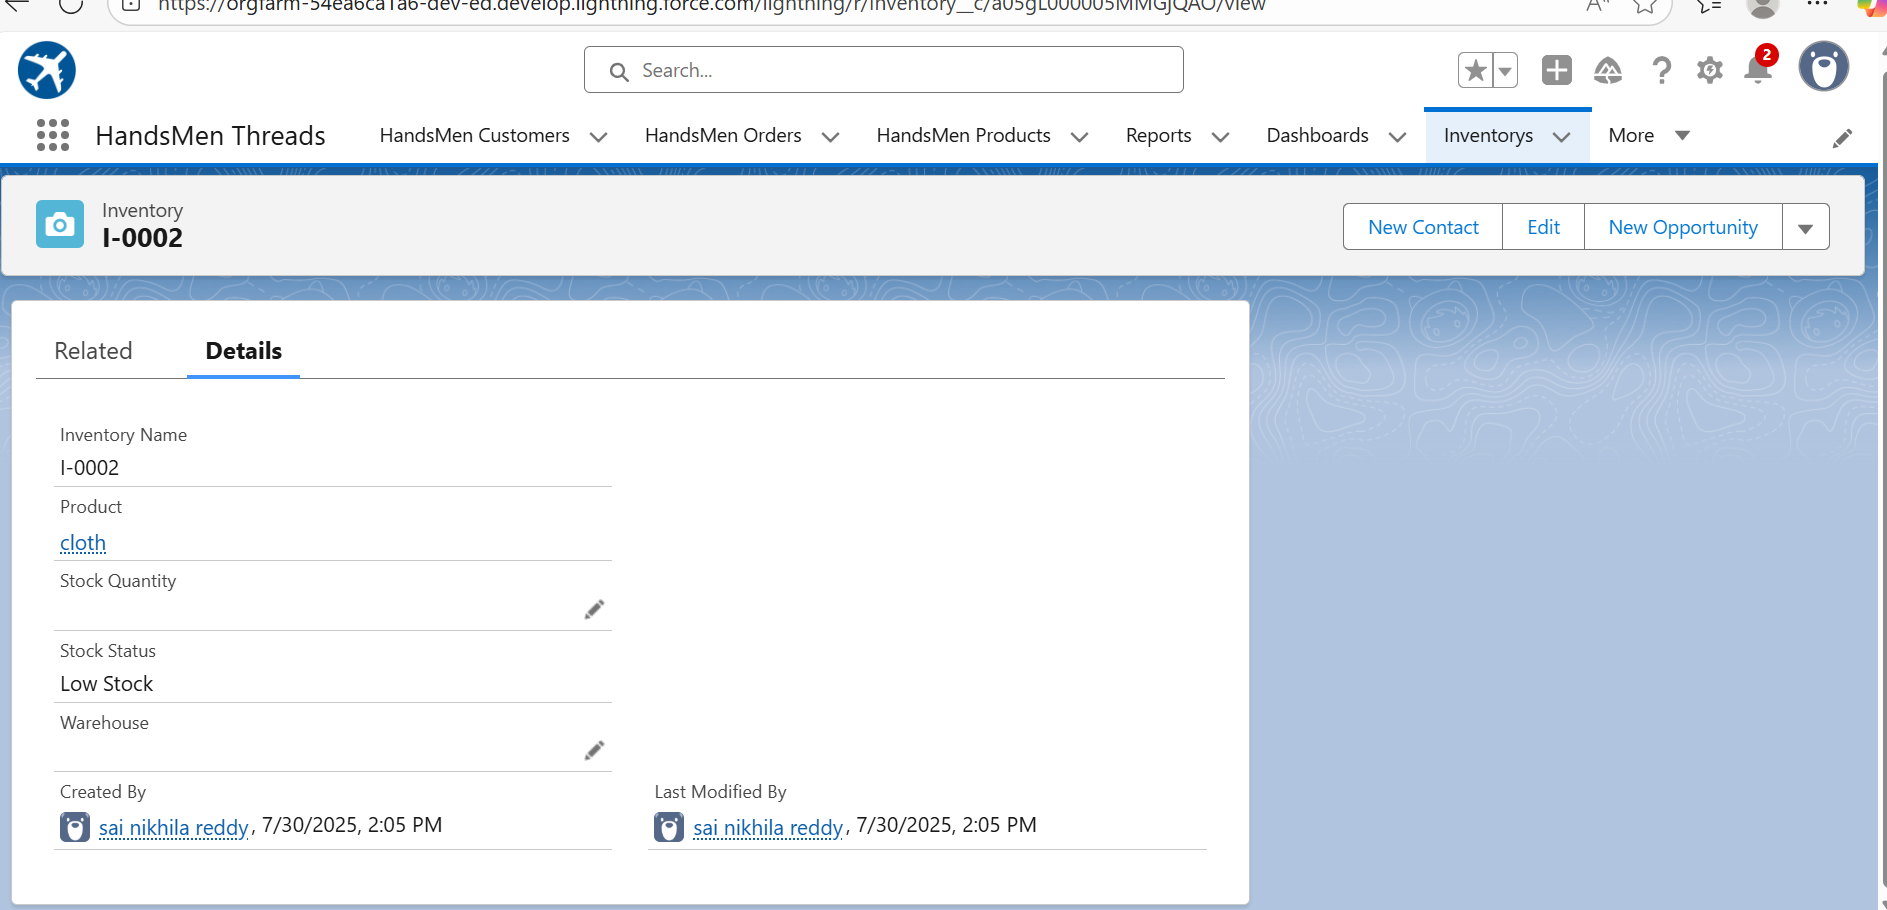 https://orgfarm-54ea6ca1a6-dev-ed.develop.lightning.force.com/lightning/r/Inventory__c/a05gL000005MMGjQAO/view
Search...
2
HandsMen Threads
HandsMen Customers
HandsMen Orders
HandsMen Products
Reports
Dashboards
Inventorys
More
Inventory
I-0002
New Contact
Edit
New Opportunity
Related
Details
Inventory Name
I-0002
Product
cloth
Stock Quantity
Stock Status
Low Stock
Warehouse
Created By
sai nikhila reddy, 7/30/2025, 2:05 PM
Last Modified By
sai nikhila reddy, 7/30/2025, 2:05 PM